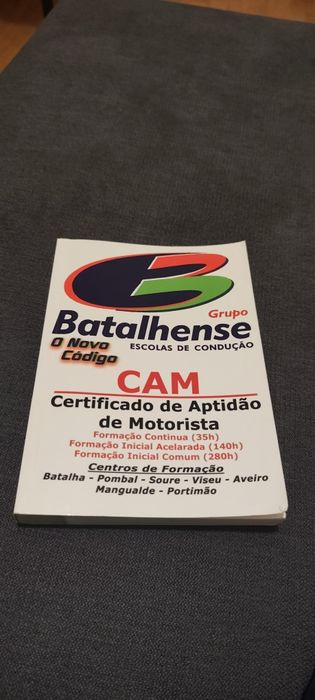 Grupo
Batalhense
O Novo Código
ESCOLAS DE CONDUÇÃO
CAM
Certificado de Aptidão
de Motorista
Formação Continua (35h)
Formação Inicial Acelarada (140h)
Formação Inicial Comum (280h)
Centros de Formação
Batalha - Pombal - Soure - Viseu - Aveiro
Mangualde - Portimão